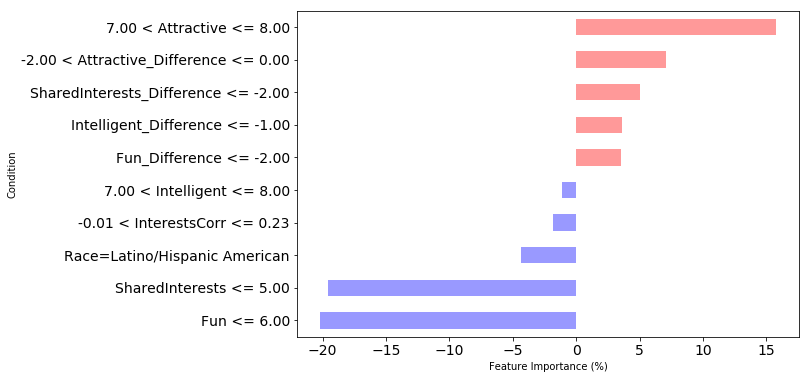 7.00 < Attractive <= 8.00
-2.00 < Attractive_Difference <= 0.00
SharedInterests_Difference <= -2.00
Intelligent_Difference <= -1.00
Fun_Difference <= -2.00
7.00 < Intelligent <= 8.00
-0.01 < InterestsCorr <= 0.23
Race=Latino/Hispanic American
SharedInterests <= 5.00
Fun <= 6.00
Condition
−20 −15 −10 −5 0 5 10 15
Feature Importance (%)